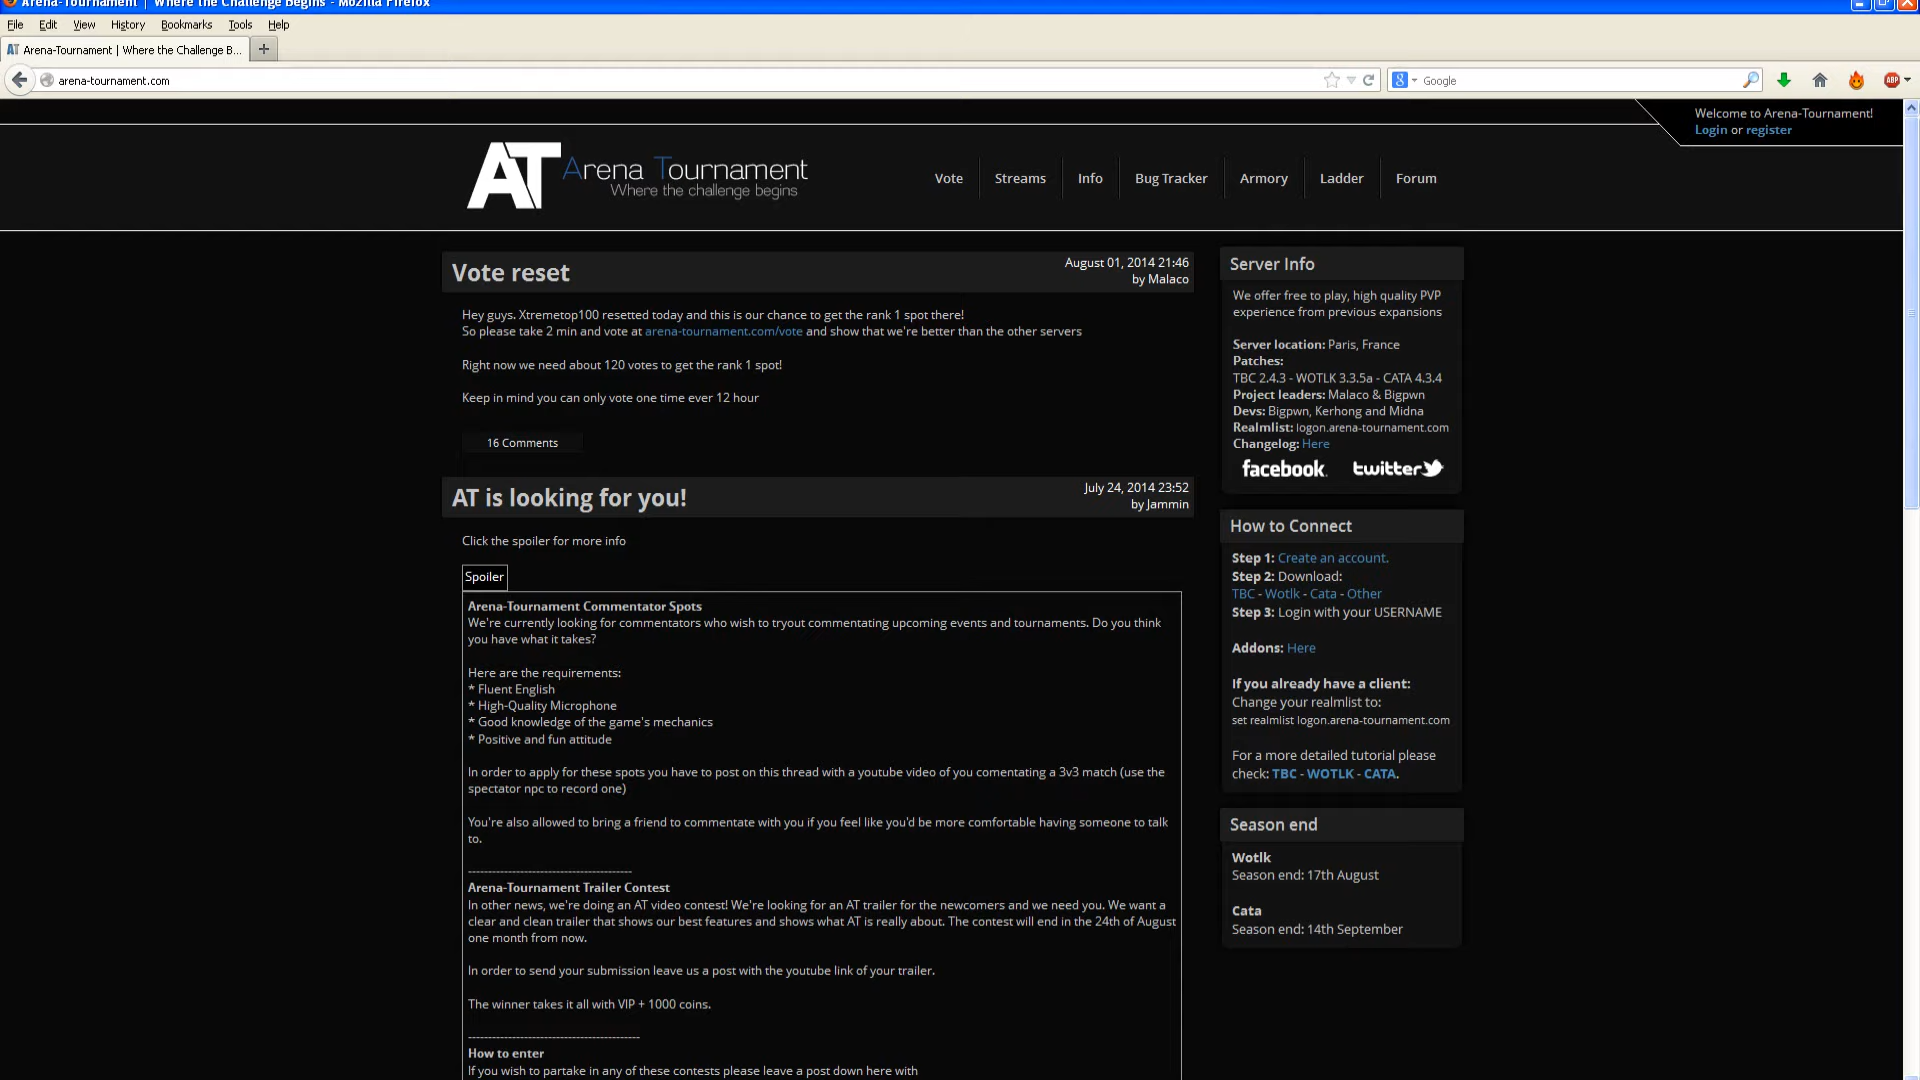 Arena-Tournament | Where the Challenge Begins - Mozilla Firefox
File Edit View History Bookmarks Tools Help
AT Arena-Tournament | Where the Challenge B... +
arena-tournament.com
8 Google ABP
Welcome to Arena-Tournament!
Login or register
AT Arena Tournament
Where the challenge begins
Vote Streams Info Bug Tracker Armory Ladder Forum
Vote reset
August 01, 2014 21:46
by Malaco
Hey guys. Xtremetop100 resetted today and this is our chance to get the rank 1 spot there!
So please take 2 min and vote at arena-tournament.com/vote and show that we're better than the other servers
Right now we need about 120 votes to get the rank 1 spot!
Keep in mind you can only vote one time ever 12 hour
16 Comments
AT is looking for you!
July 24, 2014 23:52
by Jammin
Click the spoiler for more info
Spoiler
Arena-Tournament Commentator Spots
We're currently looking for commentators who wish to tryout commentating upcoming events and tournaments. Do you think
you have what it takes?
Here are the requirements:
* Fluent English
* High-Quality Microphone
* Good knowledge of the game's mechanics
* Positive and fun attitude
In order to apply for these spots you have to post on this thread with a youtube video of you comentating a 3v3 match (use the
spectator npc to record one)
You're also allowed to bring a friend to commentate with you if you feel like you'd be more comfortable having someone to talk
to.
-----------------------------------------
Arena-Tournament Trailer Contest
In other news, we're doing an AT video contest! We're looking for an AT trailer for the newcomers and we need you. We want a
clear and clean trailer that shows our best features and shows what AT is really about. The contest will end in the 24th of August
one month from now.
In order to send your submission leave us a post with the youtube link of your trailer.
The winner takes it all with VIP + 1000 coins.
-------------------------------------------
How to enter
If you wish to partake in any of these contests please leave a post down here with
Server Info
We offer free to play, high quality PVP
experience from previous expansions
Server location: Paris, France
Patches:
TBC 2.4.3 - WOTLK 3.3.5a - CATA 4.3.4
Project leaders: Malaco & Bigpwn
Devs: Bigpwn, Kerhong and Midna
Realmlist: logon.arena-tournament.com
Changelog: Here
facebook. twitter
How to Connect
Step 1: Create an account.
Step 2: Download:
TBC - Wotlk - Cata - Other
Step 3: Login with your USERNAME
Addons: Here
If you already have a client:
Change your realmlist to:
set realmlist logon.arena-tournament.com
For a more detailed tutorial please
check: TBC - WOTLK - CATA.
Season end
Wotlk
Season end: 17th August
Cata
Season end: 14th September